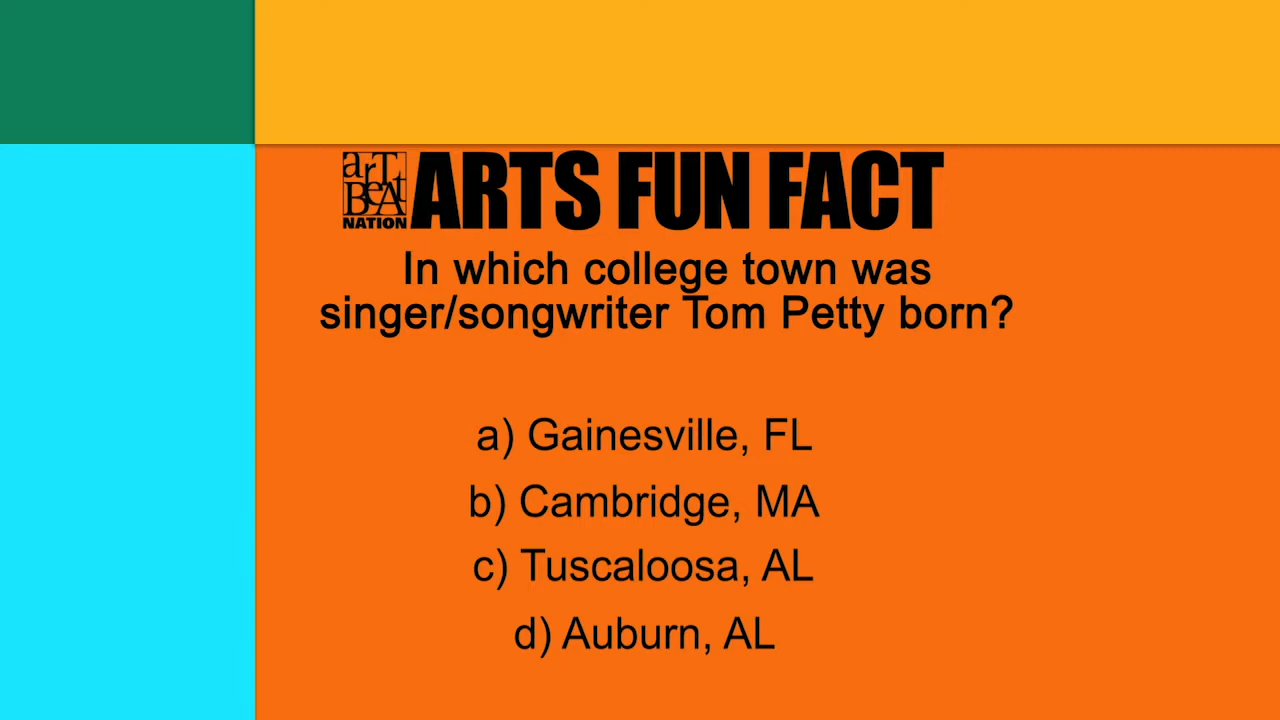 arT
BeAt
NATION
ARTS FUN FACT
In which college town was
singer/songwriter Tom Petty born?
a) Gainesville, FL
b) Cambridge, MA
c) Tuscaloosa, AL
d) Auburn, AL